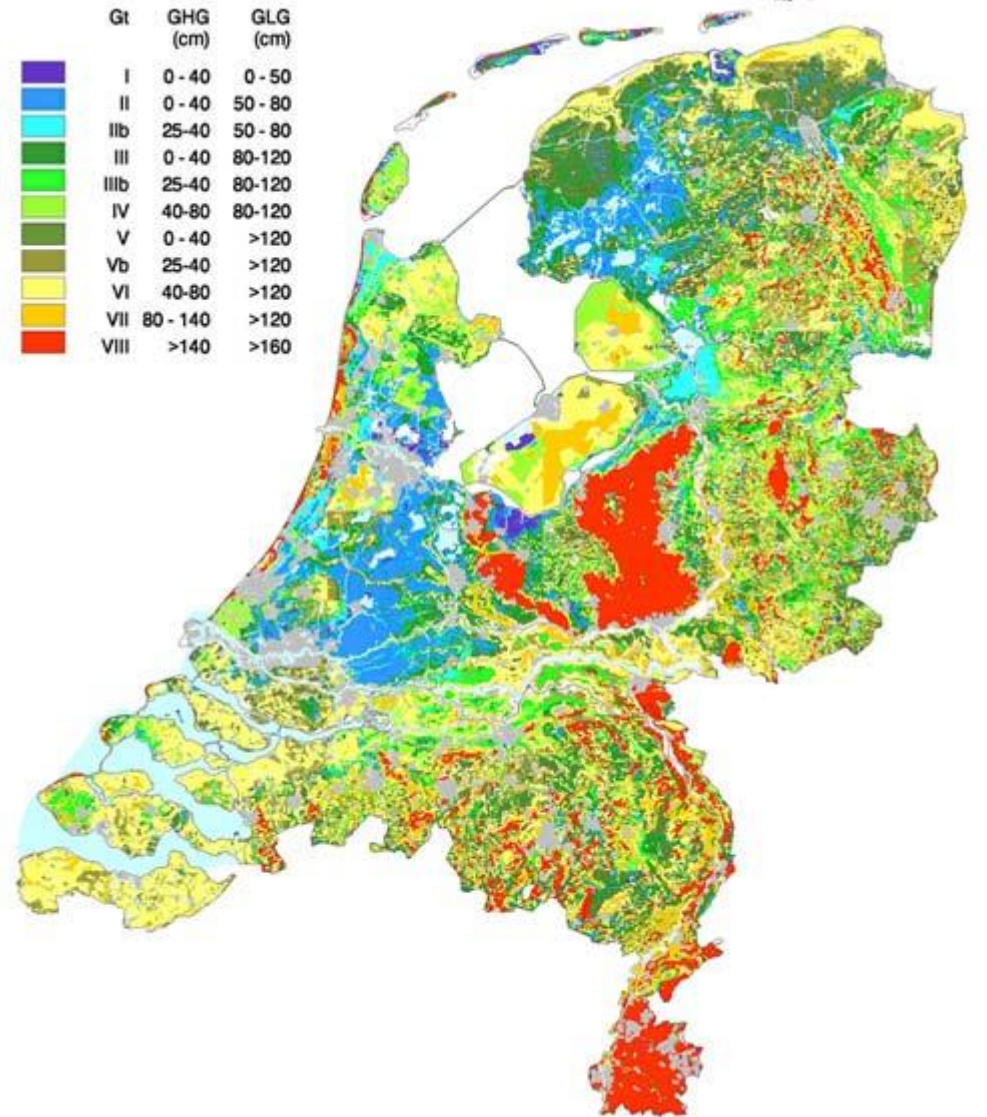 Gt GHG GLG
(cm) (cm)
I 0 - 40 0 - 50
II 0 - 40 50 - 80
IIb 25-40 50 - 80
III 0 - 40 80-120
IIIb 25-40 80-120
IV 40-80 80-120
V 0 - 40 >120
Vb 25-40 >120
VI 40-80 >120
VII 80 - 140 >120
VIII >140 >160